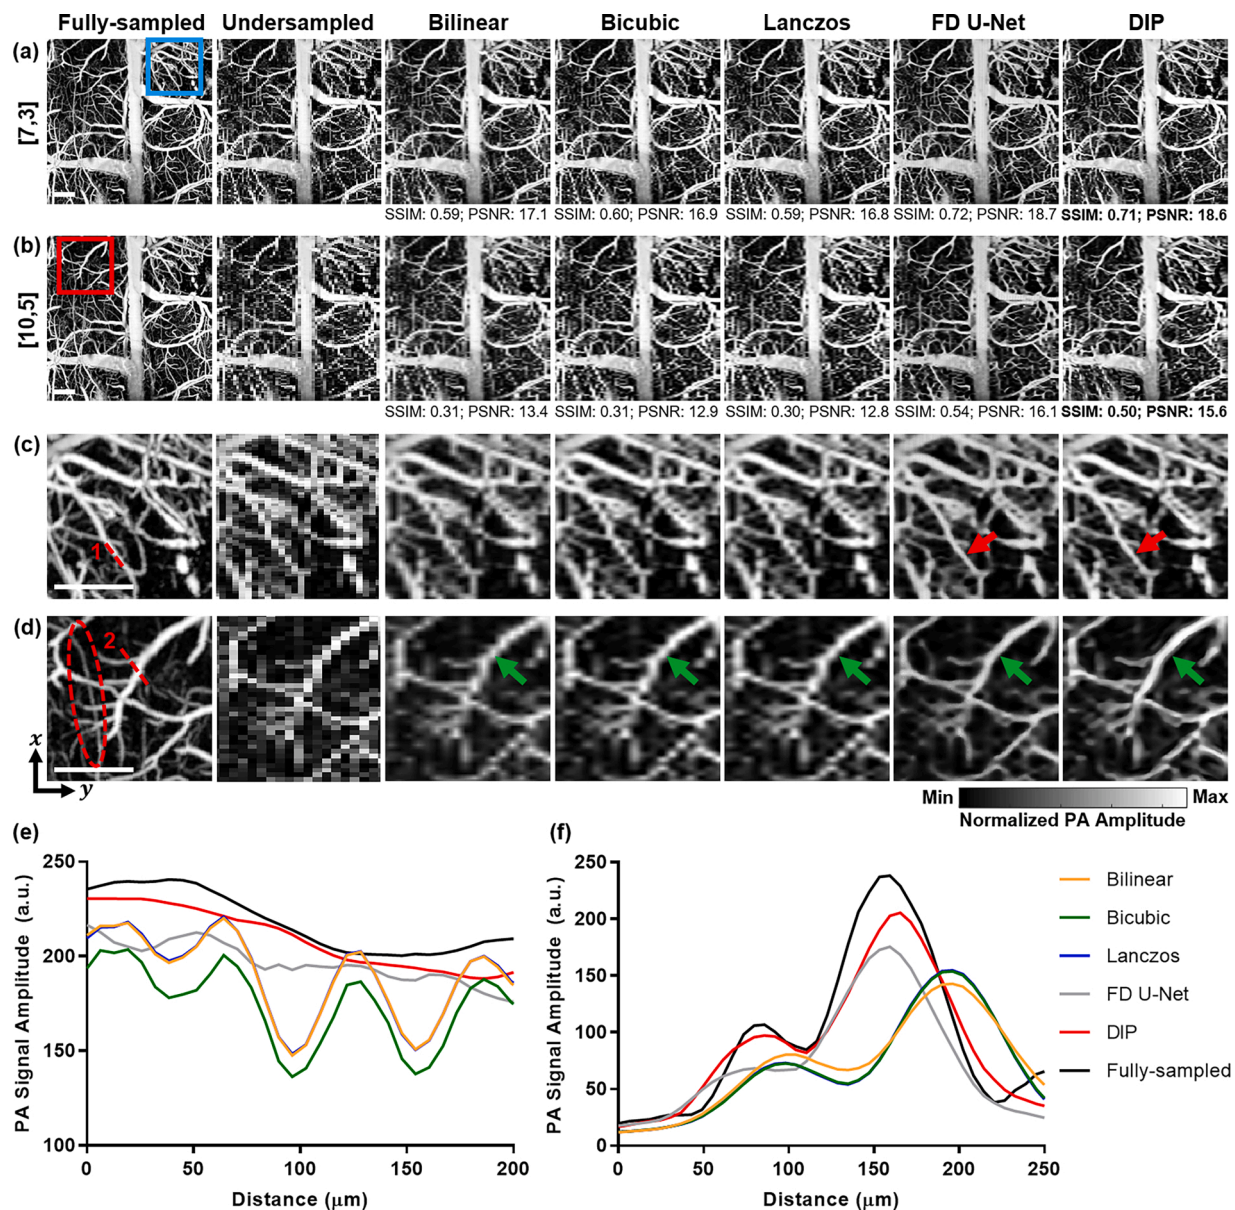 Fully-sampled Undersampled Bilinear Bicubic Lanczos FD U-Net DIP
(a)
[7,3]
SSIM: 0.59; PSNR: 17.1 SSIM: 0.60; PSNR: 16.9 SSIM: 0.59; PSNR: 16.8 SSIM: 0.72; PSNR: 18.7 SSIM: 0.71; PSNR: 18.6
(b)
[10,5]
SSIM: 0.31; PSNR: 13.4 SSIM: 0.31; PSNR: 12.9 SSIM: 0.30; PSNR: 12.8 SSIM: 0.54; PSNR: 16.1 SSIM: 0.50; PSNR: 15.6
(c)
1
(d)
2
x
y
Min Max
Normalized PA Amplitude
(e)
250
200
150
100
PA Signal Amplitude (a.u.)
0 50 100 150 200
Distance (μm)
(f)
250
200
150
100
50
0
PA Signal Amplitude (a.u.)
0 50 100 150 200 250
Distance (μm)
Bilinear
Bicubic
Lanczos
FD U-Net
DIP
Fully-sampled